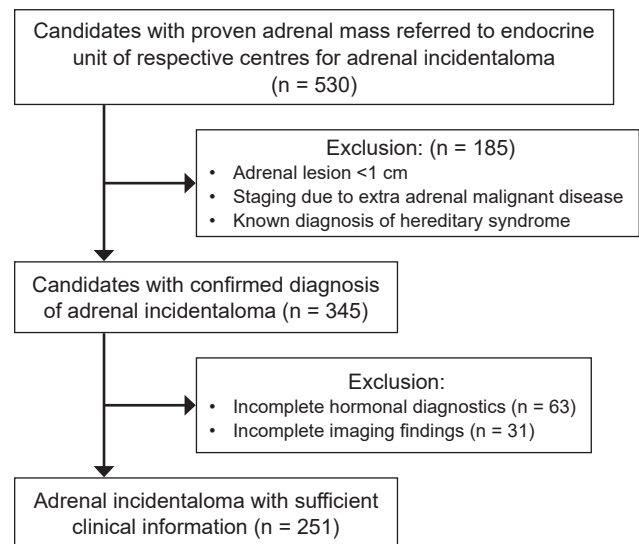 Candidates with proven adrenal mass referred to endocrine
unit of respective centres for adrenal incidentaloma
(n = 530)
Exclusion: (n = 185)
• Adrenal lesion <1 cm
• Staging due to extra adrenal malignant disease
• Known diagnosis of hereditary syndrome
Candidates with confirmed diagnosis
of adrenal incidentaloma (n = 345)
Exclusion:
• Incomplete hormonal diagnostics (n = 63)
• Incomplete imaging findings (n = 31)
Adrenal incidentaloma with sufficient
clinical information (n = 251)